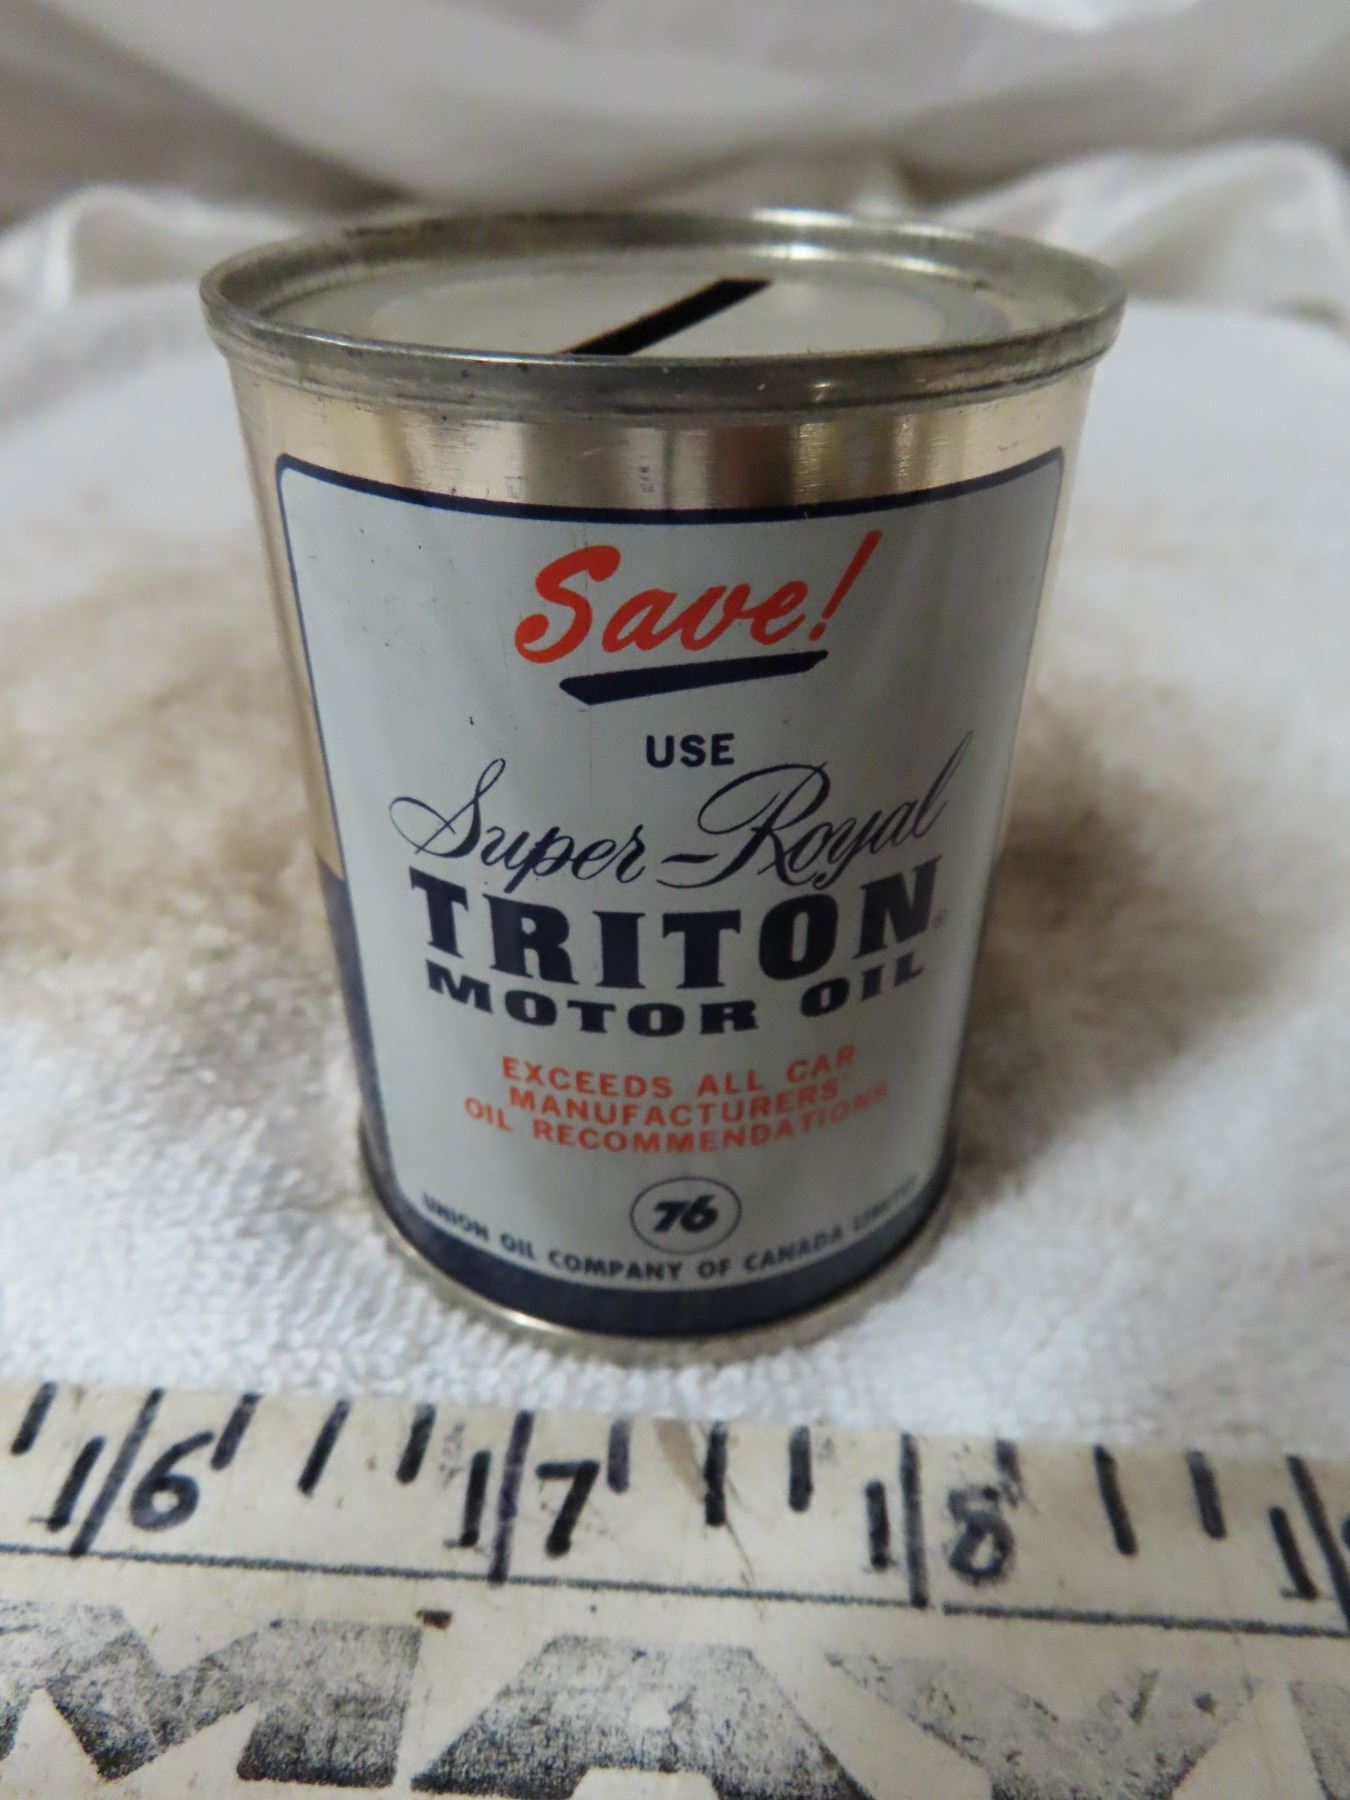 Save!
USE
Super-Royal
TRITON®
MOTOR OIL
EXCEEDS ALL CAR
MANUFACTURERS'
OIL RECOMMENDATIONS
76
UNION OIL COMPANY OF CANADA LIMITED
6 7 8